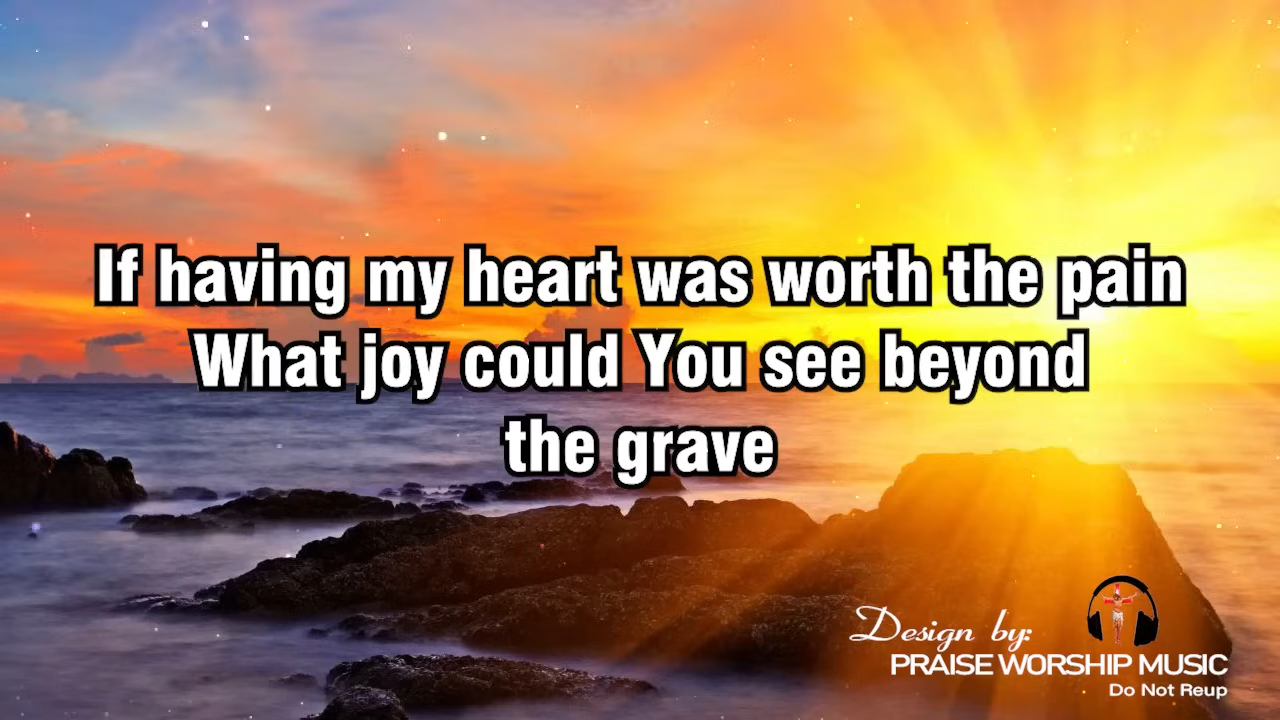 If having my heart was worth the pain
What joy could You see beyond
the grave
Design by:
PRAISE WORSHIP MUSIC
Do Not Reup